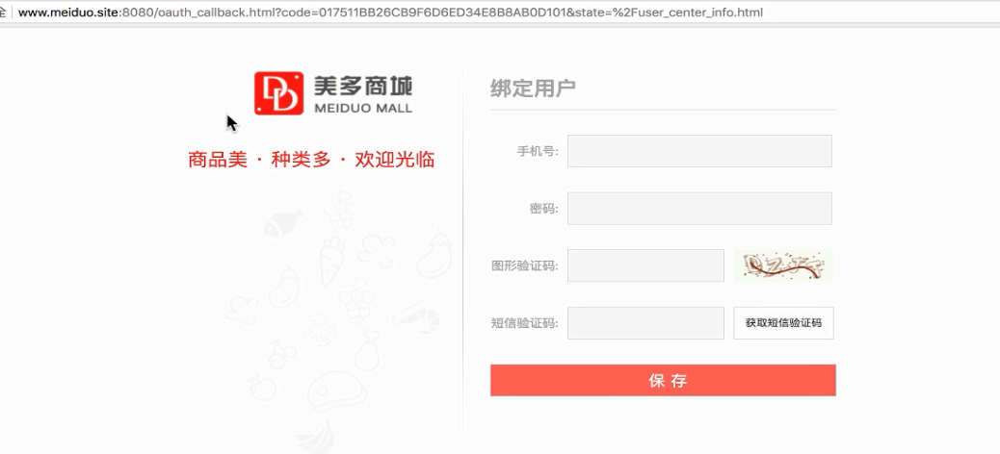 全 www.meiduo.site:8080/oauth_callback.html?code=017511BB26CB9F6D6ED34E8B8AB0D101&state=%2Fuser_center_info.html
美多商城
MEIDUO MALL
商品美 · 种类多 · 欢迎光临
绑定用户
手机号:
密码:
图形验证码:
短信验证码:
获取短信验证码
保 存